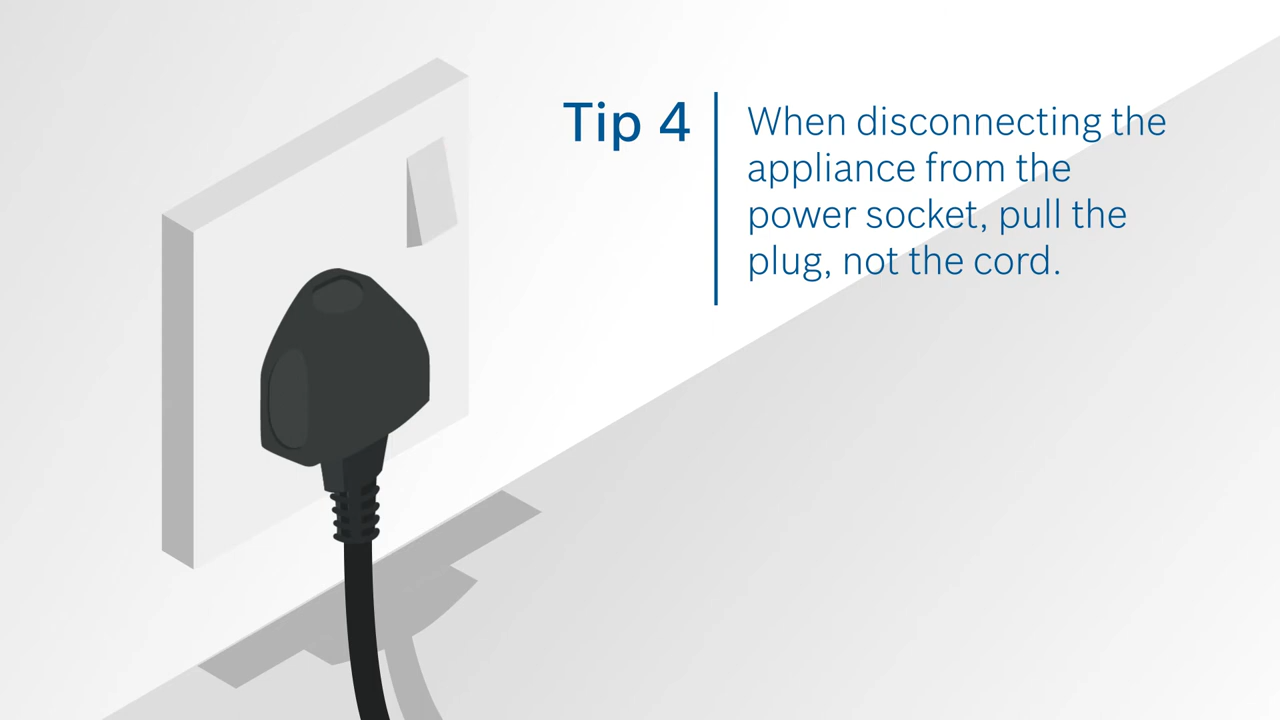 Tip 4
When disconnecting the
appliance from the
power socket, pull the
plug, not the cord.